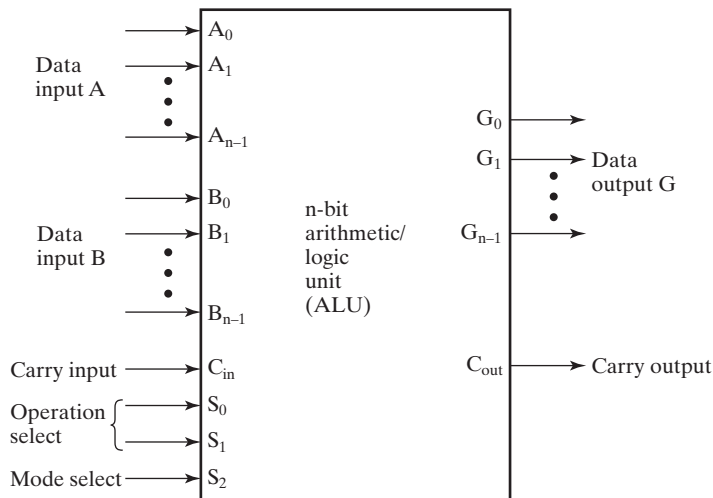 Data
input A
A₀
A₁
Aₙ₋₁
Data
input B
B₀
B₁
Bₙ₋₁
Carry input
Cᵢₙ
Operation
select
S₀
S₁
Mode select
S₂
n-bit
arithmetic/
logic
unit
(ALU)
G₀
G₁
Gₙ₋₁
Data
output G
Cₒᵤₜ
Carry output